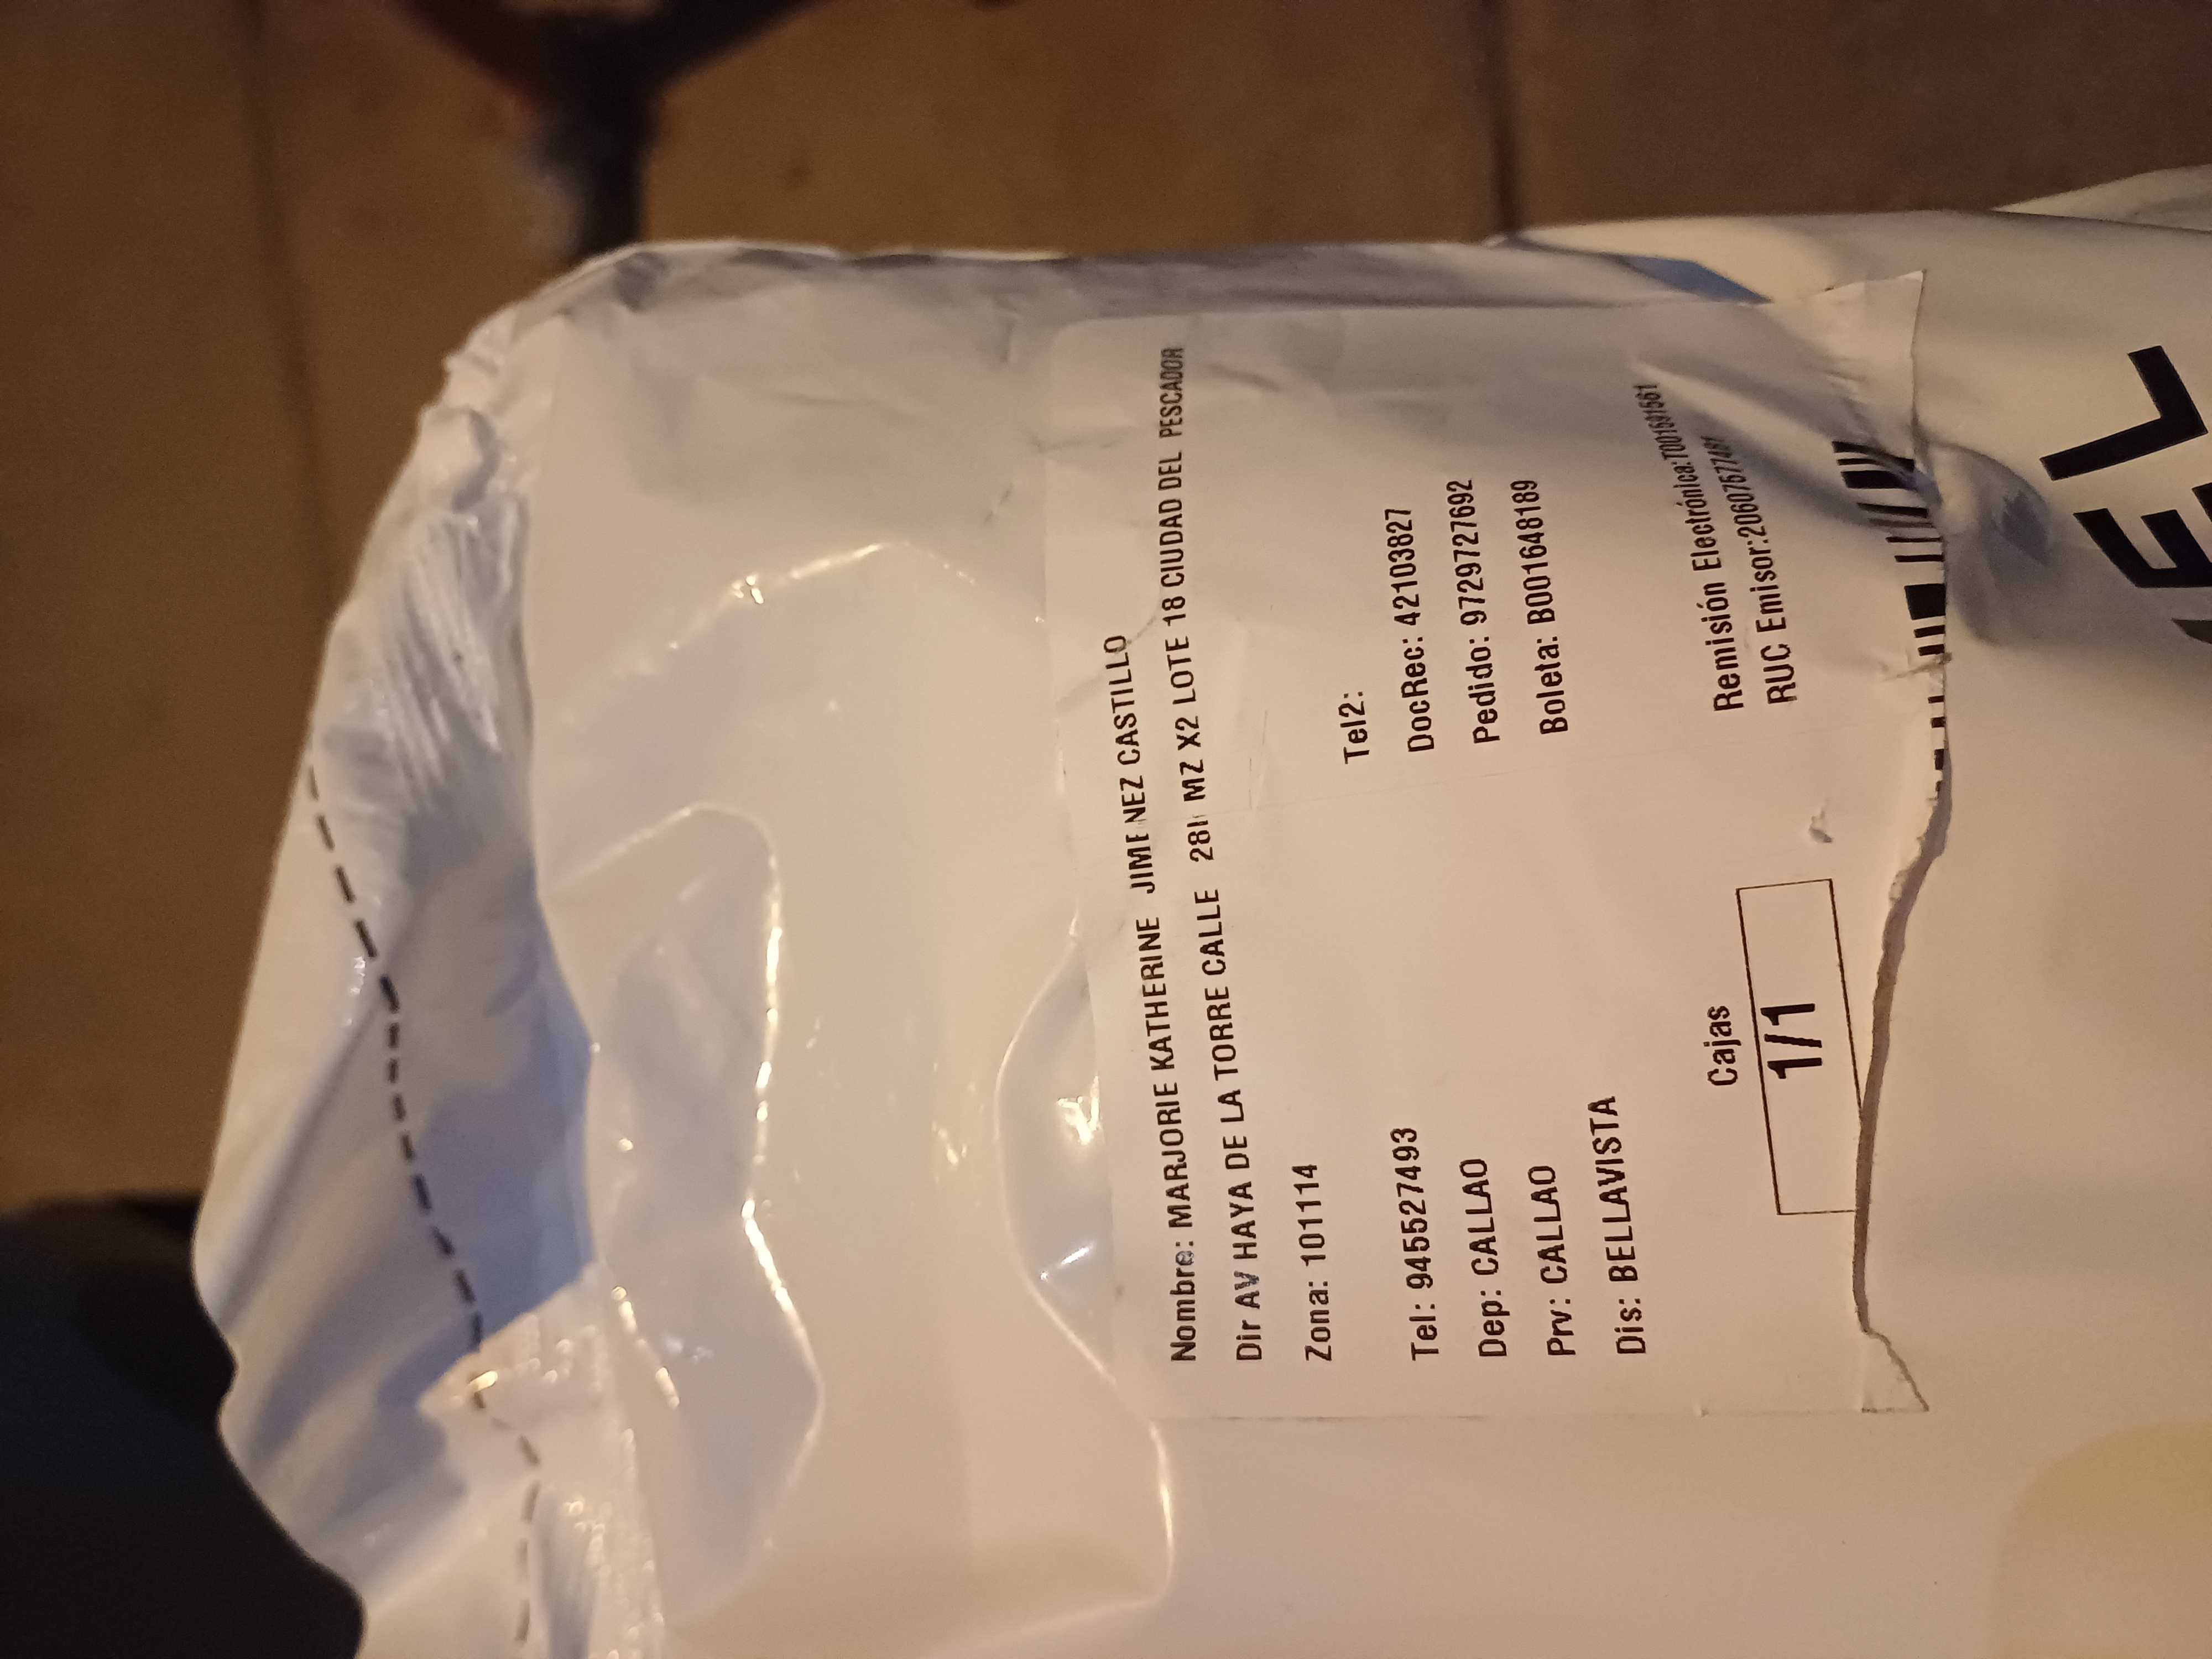 Nombre: MARJORIE KATHERINE JIMENEZ CASTILLO
Dir AV HAYA DE LA TORRE CALLE 28I MZ X2 LOTE 18 CIUDAD DEL PESCADOR
Zona: 101114
Tel: 945527493 Tel2:
Dep: CALLAO DocRec: 42103827
Prv: CALLAO Pedido: 9729727692
Dis: BELLAVISTA Boleta: B001648189
Cajas
1/1
Remisión Electrónica:T001691561
RUC Emisor:
EL